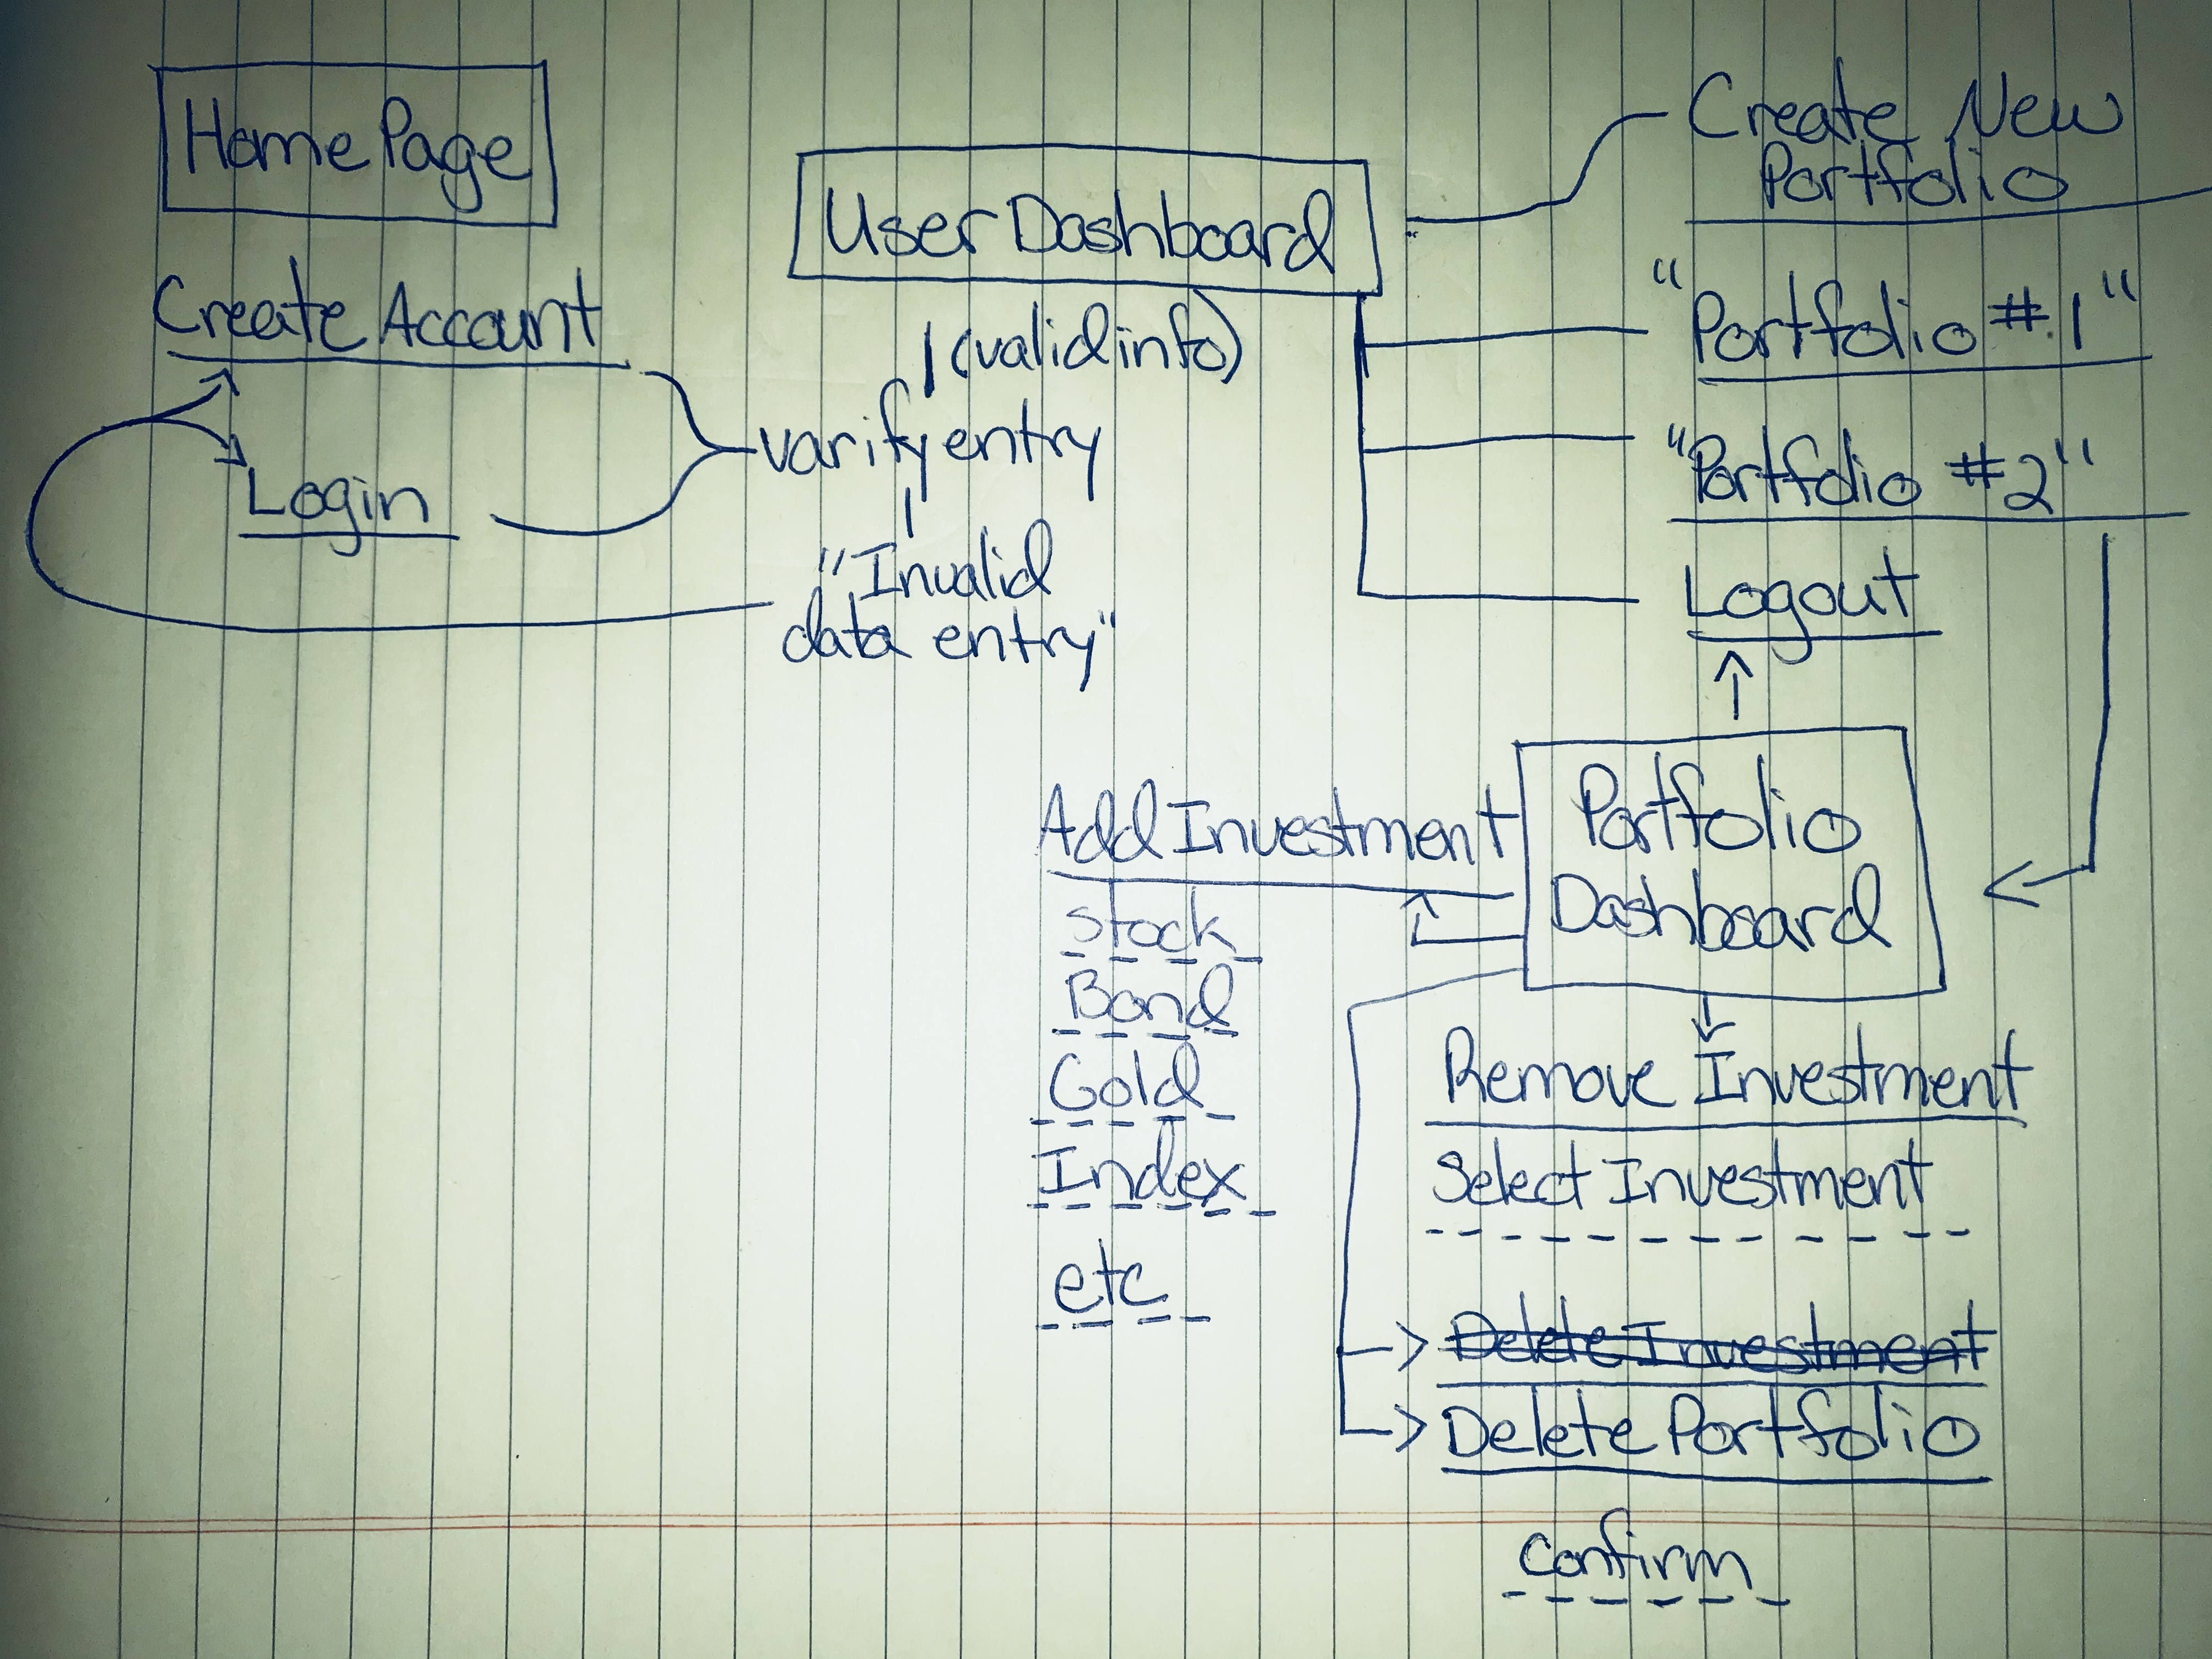 Home Page
Create Account
Login
User Dashboard
(valid info)
varify entry
"Invalid
data entry"
Create New
Portfolio
"Portfolio #1"
"Portfolio #2"
Logout
Portfolio
Dashboard
Add Investment
stock
Bond
Gold
Index
etc
Remove Investment
Select Investment
Delete Investment
Delete Portfolio
confirm